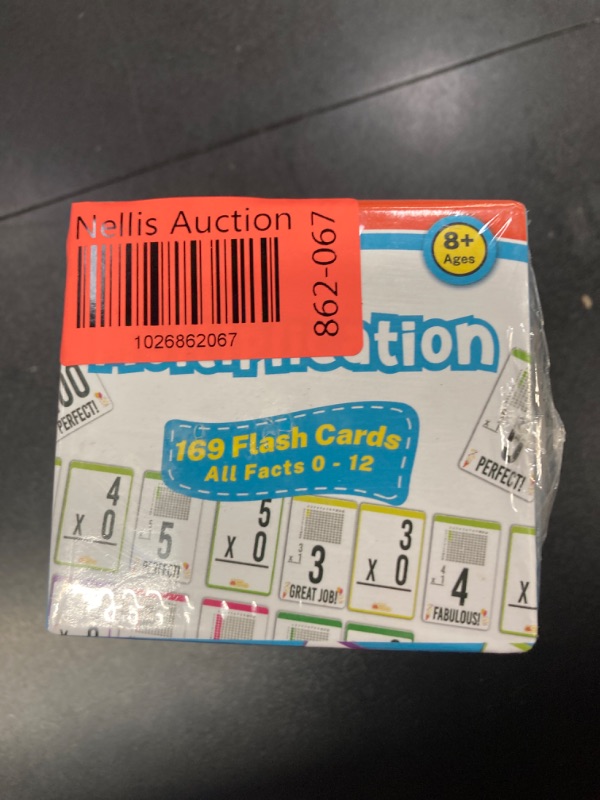 Nellis Auction
862-067
1026862067
8+
Ages
Multiplication
169 Flash Cards
All Facts 0 - 12
PERFECT!
PERFECT!
4
x 0
5
PERFECT!
5
x 0
3
GREAT JOB!
3
x 0
4
FABULOUS!
x